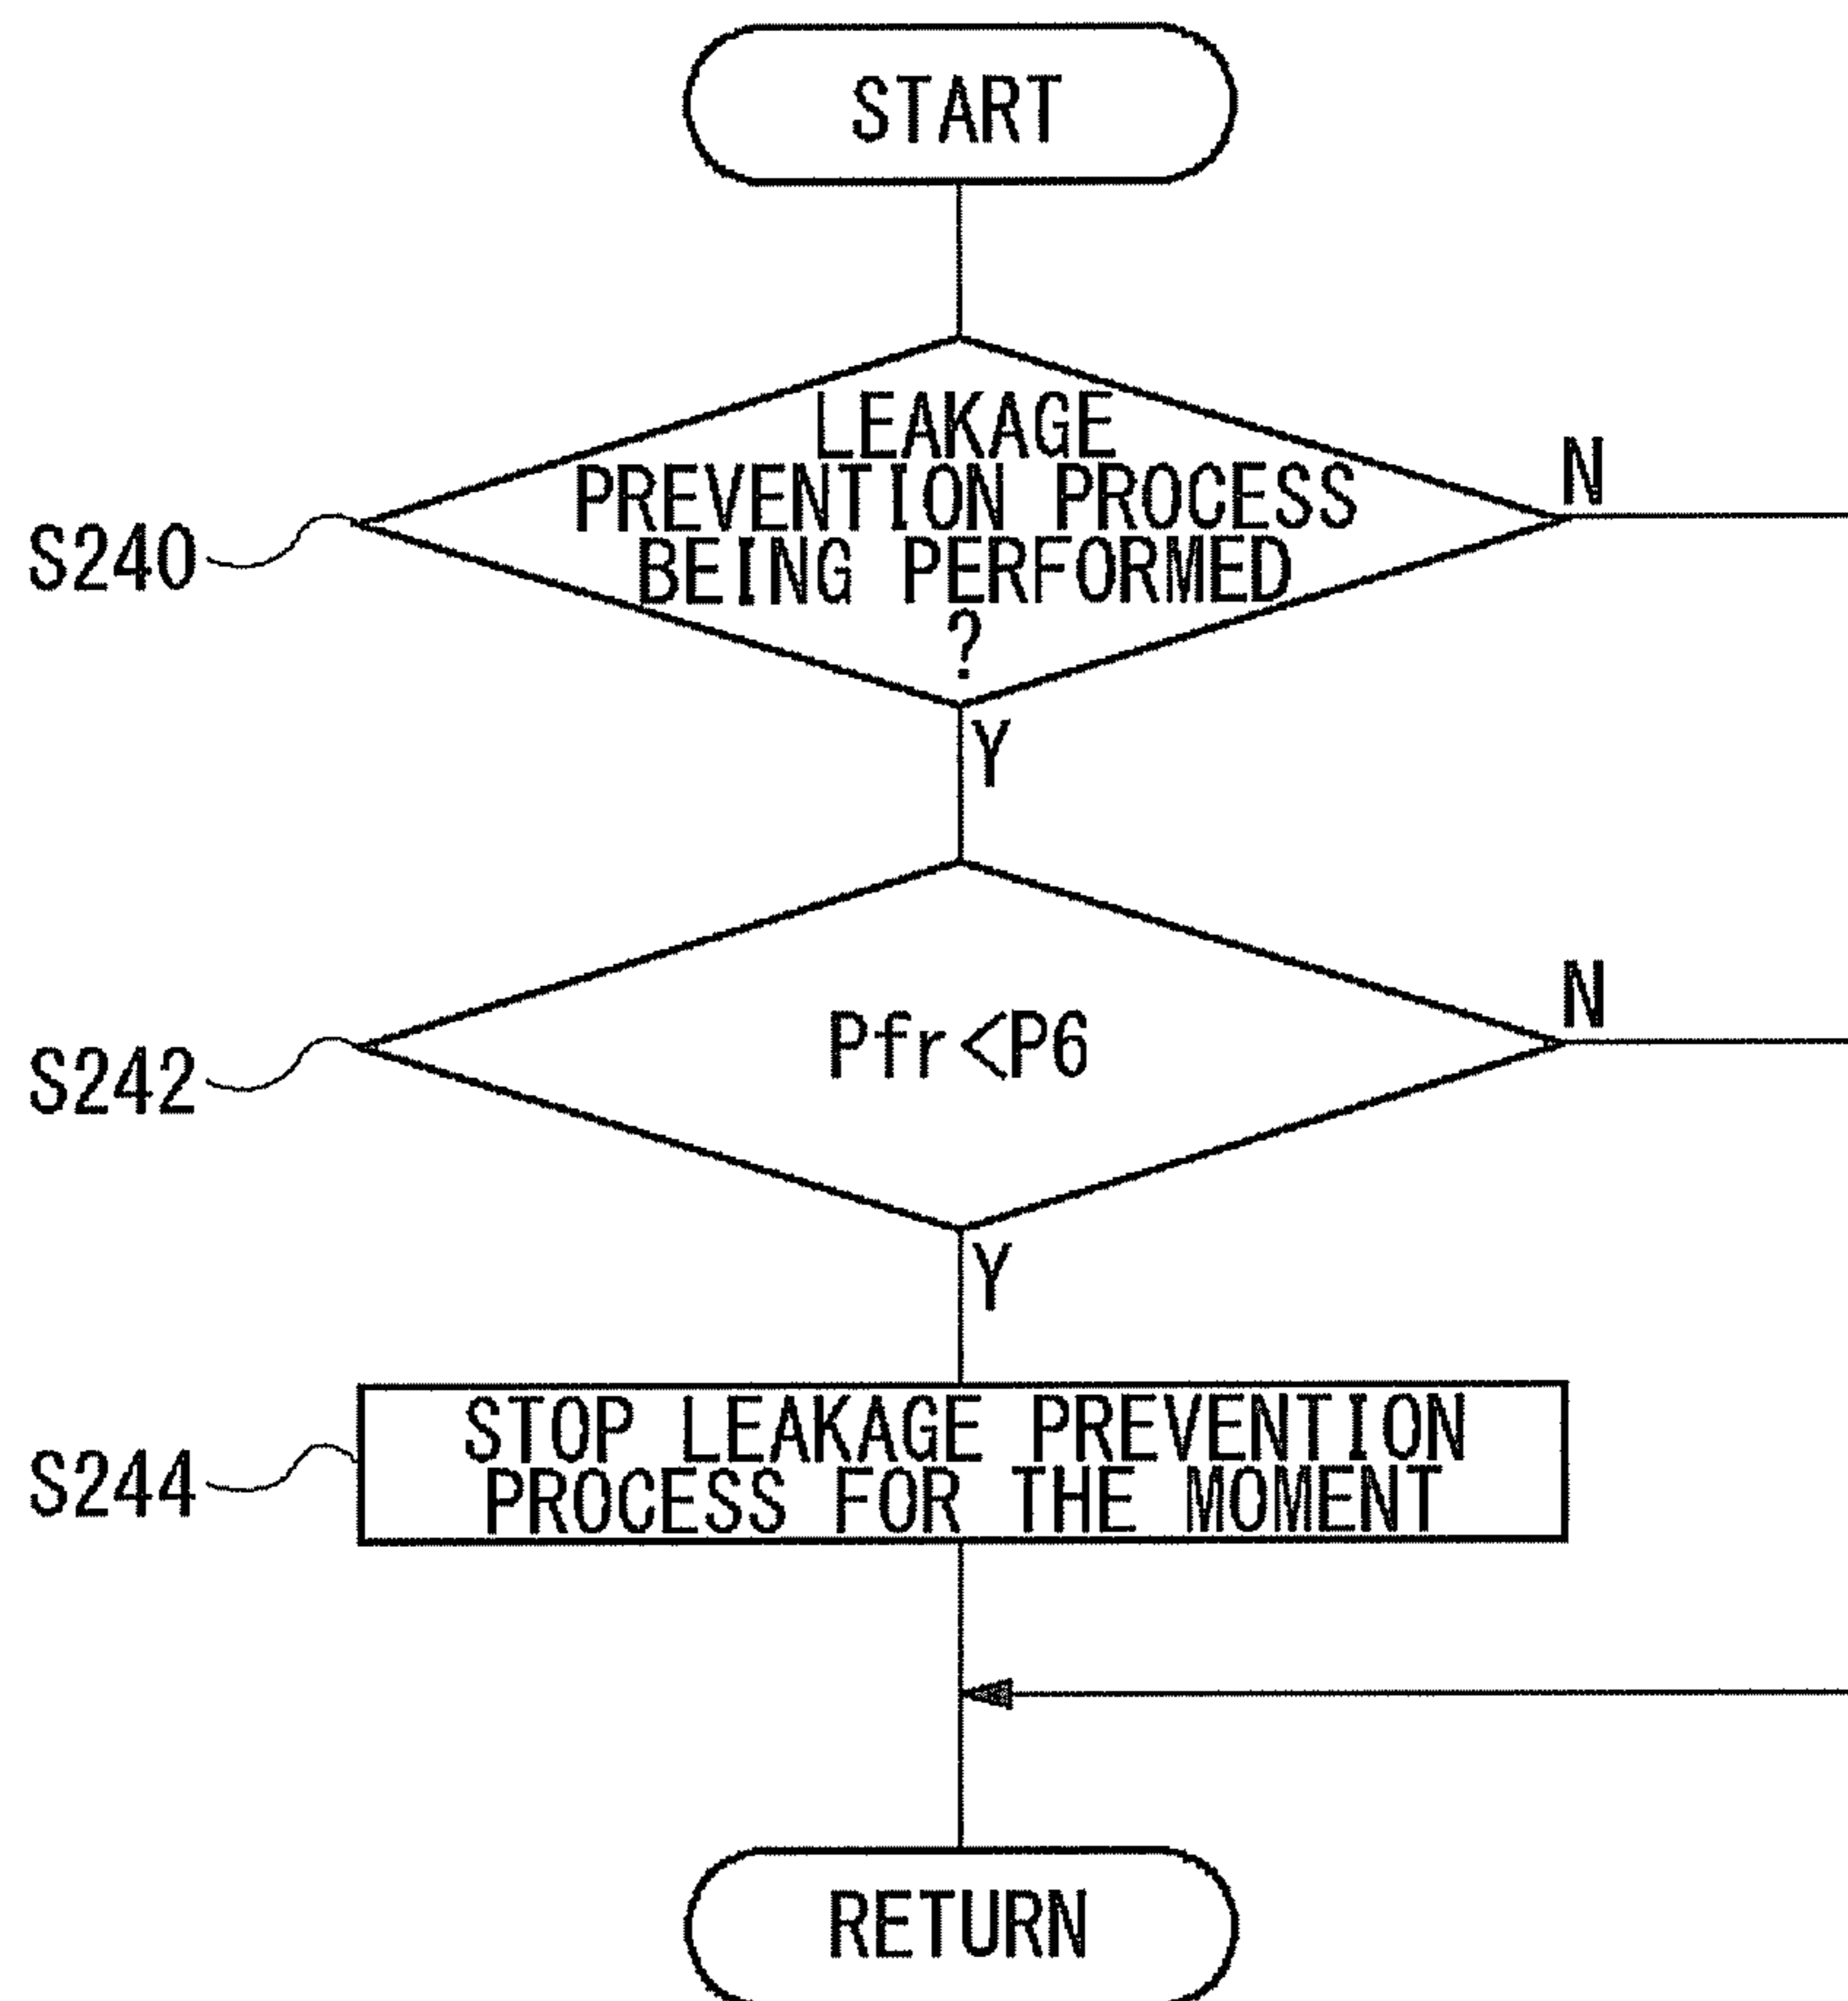 START
LEAKAGE
PREVENTION PROCESS
BEING PERFORMED
?
N
S240
Y
Pfr<P6
N
S242
Y
STOP LEAKAGE PREVENTION
PROCESS FOR THE MOMENT
S244
RETURN